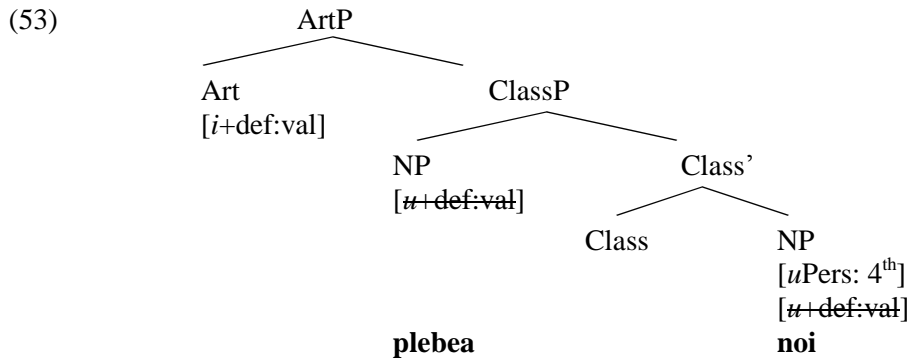 (53) ArtP
Art ClassP
[i+def:val]
NP Class’
[u+def:val]
Class NP
[uPers: 4th]
[u+def:val]
plebea noi